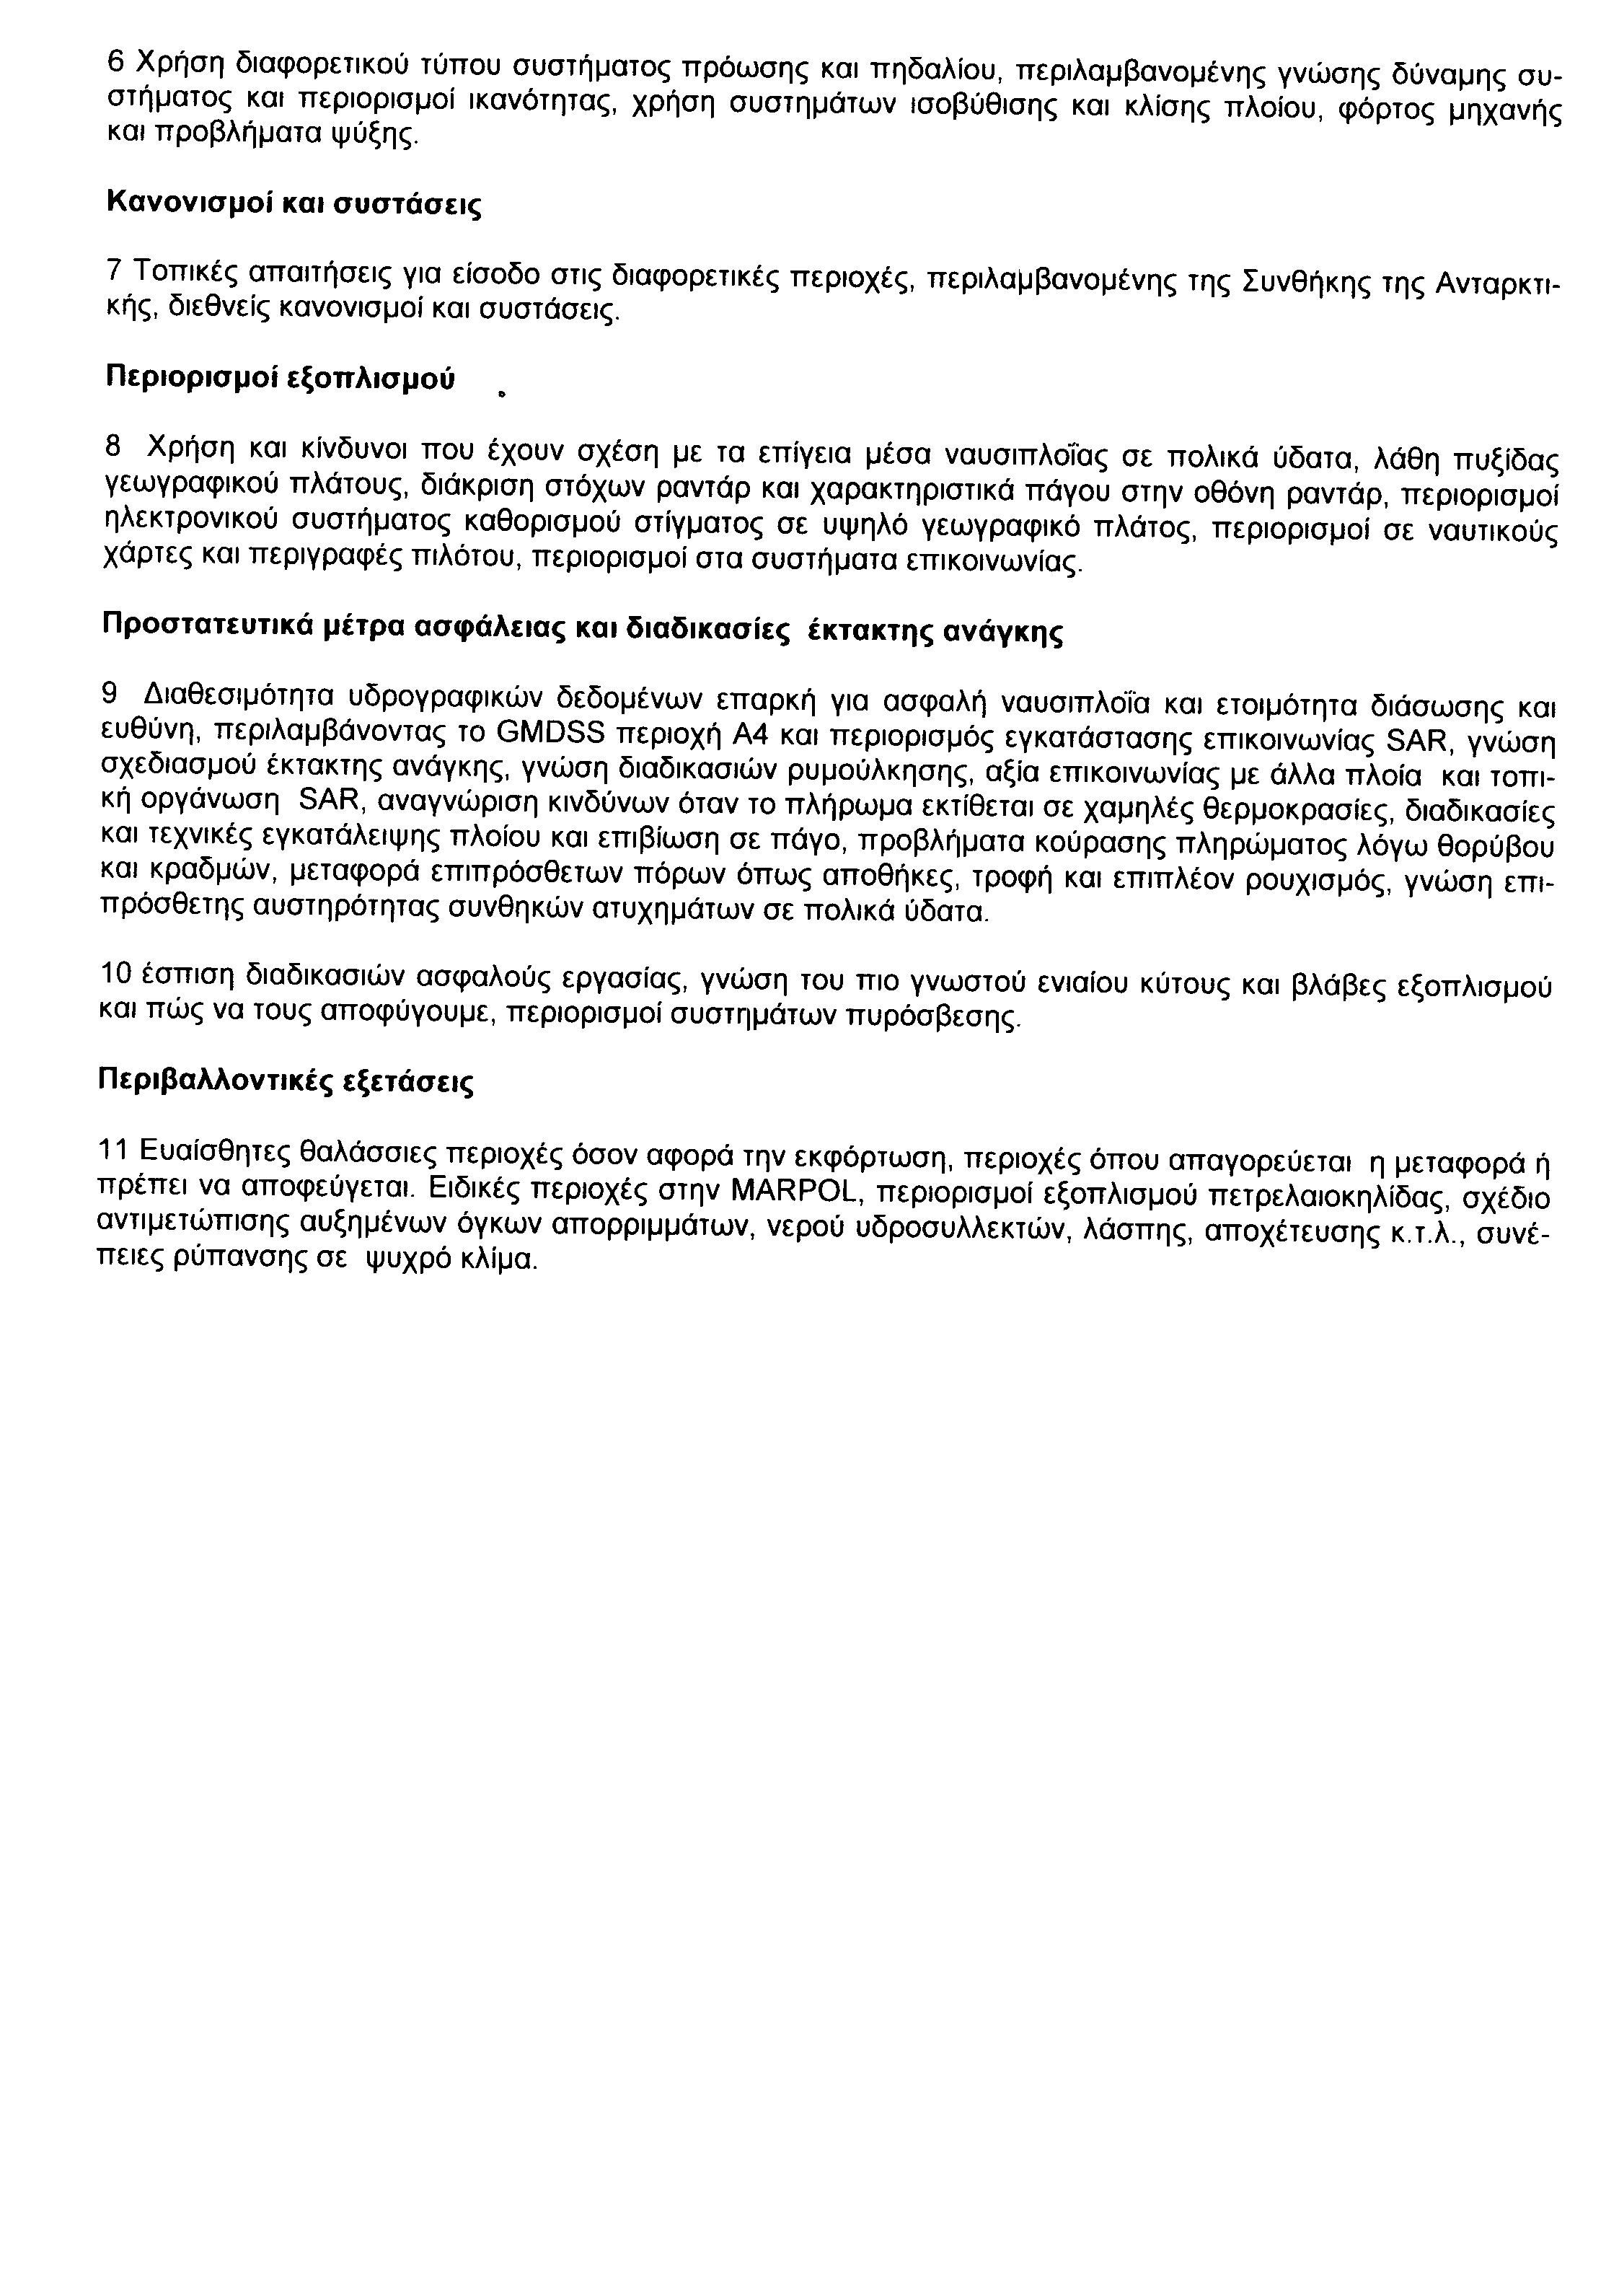 6 Χρήση διαφορετικού τύπου συστήματος πρόωσης και πηδαλίου, περιλαμβανομένης γνώσης δύναμης συ-
στήματος και περιορισμοί ικανότητας, χρήση συστημάτων ισοβύθισης και κλίσης πλοίου, φόρτος μηχανής
και προβλήματα ψύξης.
Κανονισμοί και συστάσεις
7 Τοπικές απαιτήσεις για είσοδο στις διαφορετικές περιοχές, περιλαμβανομένης της Συνθήκης της Ανταρκτι-
κής, διεθνείς κανονισμοί και συστάσεις.
Περιορισμοί εξοπλισμού
8 Χρήση και κίνδυνοι που έχουν σχέση με τα επίγεια μέσα ναυσιπλοΐας σε πολικά ύδατα, λάθη πυξίδας
γεωγραφικού πλάτους, διάκριση στόχων ραντάρ και χαρακτηριστικά πάγου στην οθόνη ραντάρ, περιορισμοί
ηλεκτρονικού συστήματος καθορισμού στίγματος σε υψηλό γεωγραφικό πλάτος, περιορισμοί σε ναυτικούς
χάρτες και περιγραφές πιλότου, περιορισμοί στα συστήματα επικοινωνίας.
Προστατευτικά μέτρα ασφάλειας και διαδικασίες έκτακτης ανάγκης
9 Διαθεσιμότητα υδρογραφικών δεδομένων επαρκή για ασφαλή ναυσιπλοΐα και ετοιμότητα διάσωσης και
ευθύνη, περιλαμβάνοντας το GMDSS περιοχή A4 και περιορισμός εγκατάστασης επικοινωνίας SAR, γνώση
σχεδιασμού έκτακτης ανάγκης, γνώση διαδικασιών ρυμούλκησης, αξία επικοινωνίας με άλλα πλοία και τοπι-
κή οργάνωση SAR, αναγνώριση κινδύνων όταν το πλήρωμα εκτίθεται σε χαμηλές θερμοκρασίες, διαδικασίες
και τεχνικές εγκατάλειψης πλοίου και επιβίωση σε πάγο, προβλήματα κούρασης πληρώματος λόγω θορύβου
και κραδμών, μεταφορά επιπρόσθετων πόρων όπως αποθήκες, τροφή και επιπλέον ρουχισμός, γνώση επι-
πρόσθετης αυστηρότητας συνθηκών ατυχημάτων σε πολικά ύδατα.
10 έσπιση διαδικασιών ασφαλούς εργασίας, γνώση του πιο γνωστού ενιαίου κύτους και βλάβες εξοπλισμού
και πώς να τους αποφύγουμε, περιορισμοί συστημάτων πυρόσβεσης.
Περιβαλλοντικές εξετάσεις
11 Ευαίσθητες θαλάσσιες περιοχές όσον αφορά την εκφόρτωση, περιοχές όπου απαγορεύεται η μεταφορά ή
πρέπει να αποφεύγεται. Ειδικές περιοχές στην MARPOL, περιορισμοί εξοπλισμού πετρελαιοκηλίδας, σχέδιο
αντιμετώπισης αυξημένων όγκων απορριμμάτων, νερού υδροσυλλεκτών, λάσπης, αποχέτευσης κ.τ.λ., συνέ-
πειες ρύπανσης σε ψυχρό κλίμα.